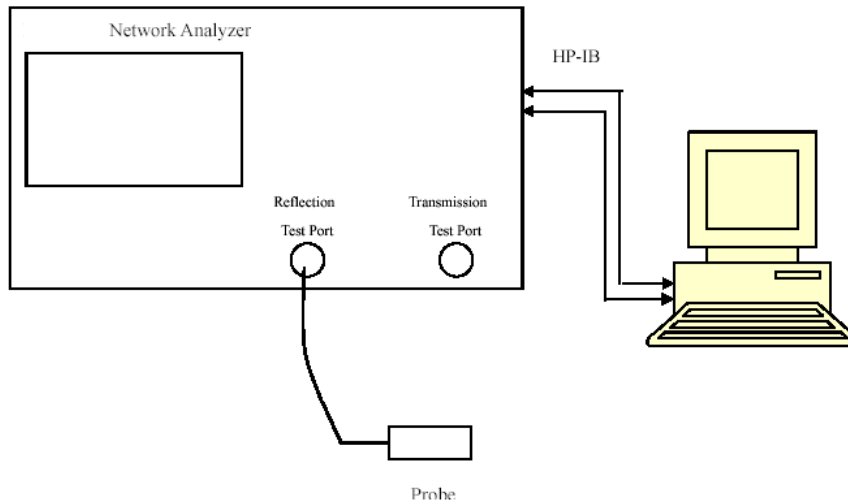 Network Analyzer
HP-IB
Reflection
Test Port
Transmission
Test Port
Probe